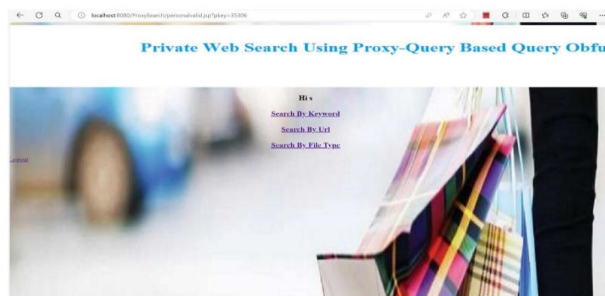 localhost:8080/ProxySearch/personalvalid.jsp?pkey=35306
Private Web Search Using Proxy-Query Based Query Obfu
Hi s
Search By Keyword
Search By Url
Search By File Type
Logout